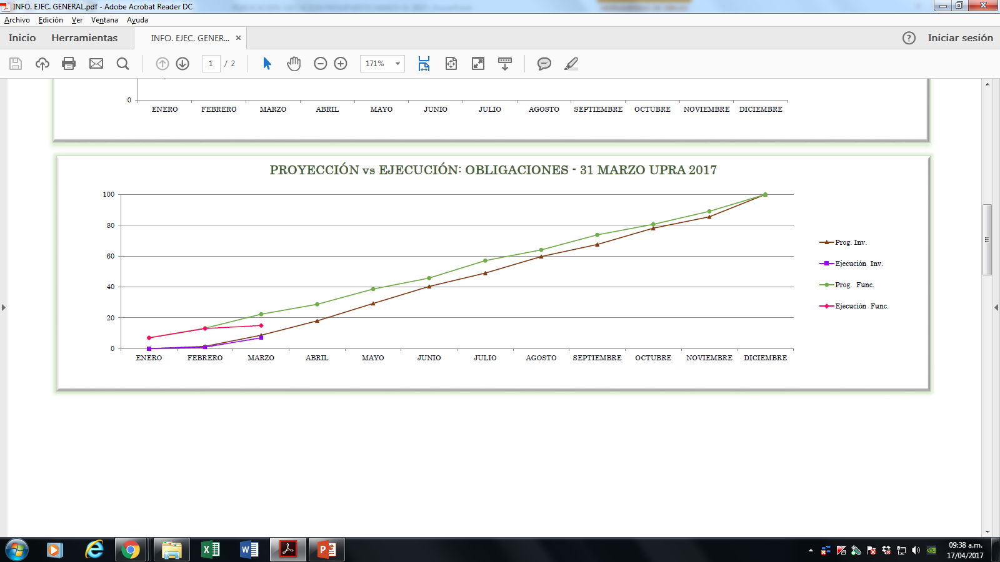 INFO. EJEC. GENERAL.pdf - Adobe Acrobat Reader DC
Archivo Edición Ver Ventana Ayuda
Inicio Herramientas INFO. EJEC. GENER... × ? Iniciar sesión
1 / 2 171%
0
ENERO FEBRERO MARZO ABRIL MAYO JUNIO JULIO AGOSTO SEPTIEMBRE OCTUBRE NOVIEMBRE DICIEMBRE
PROYECCIÓN vs EJECUCIÓN: OBLIGACIONES - 31 MARZO UPRA 2017
100
80
60
40
20
0
ENERO FEBRERO MARZO ABRIL MAYO JUNIO JULIO AGOSTO SEPTIEMBRE OCTUBRE NOVIEMBRE DICIEMBRE
Prog. Inv.
Ejecución Inv.
Prog. Func.
Ejecución Func.
09:38 a.m.
17/04/2017